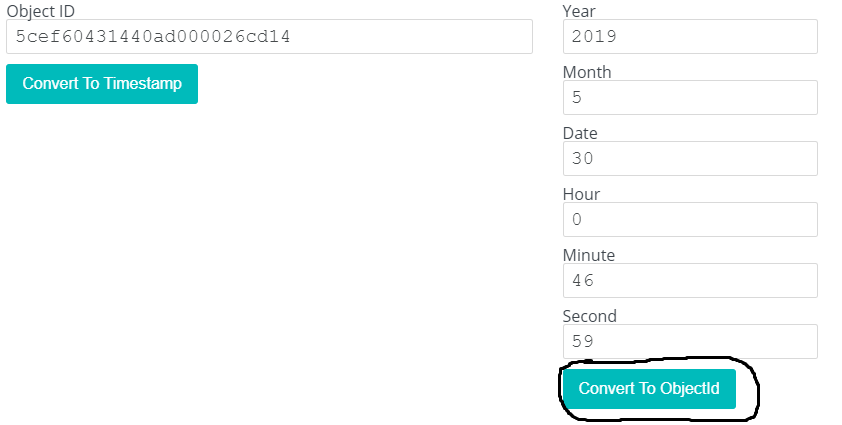 Object ID
5cef60431440ad000026cd14
Convert To Timestamp
Year
2019
Month
5
Date
30
Hour
0
Minute
46
Second
59
Convert To ObjectId